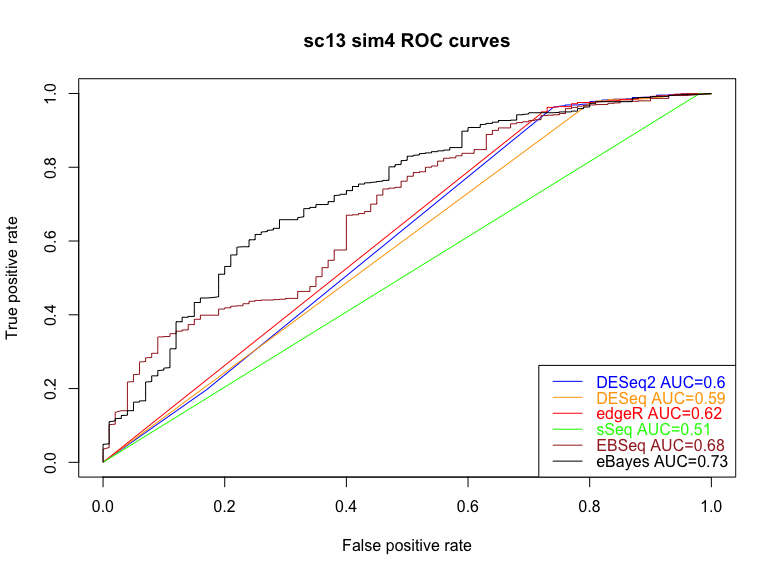 sc13 sim4 ROC curves
True positive rate
1.0
0.8
0.6
0.4
0.2
0.0
DESeq2 AUC=0.6
DESeq AUC=0.59
edgeR AUC=0.62
sSeq AUC=0.51
EBSeq AUC=0.68
eBayes AUC=0.73
0.0 0.2 0.4 0.6 0.8 1.0
False positive rate